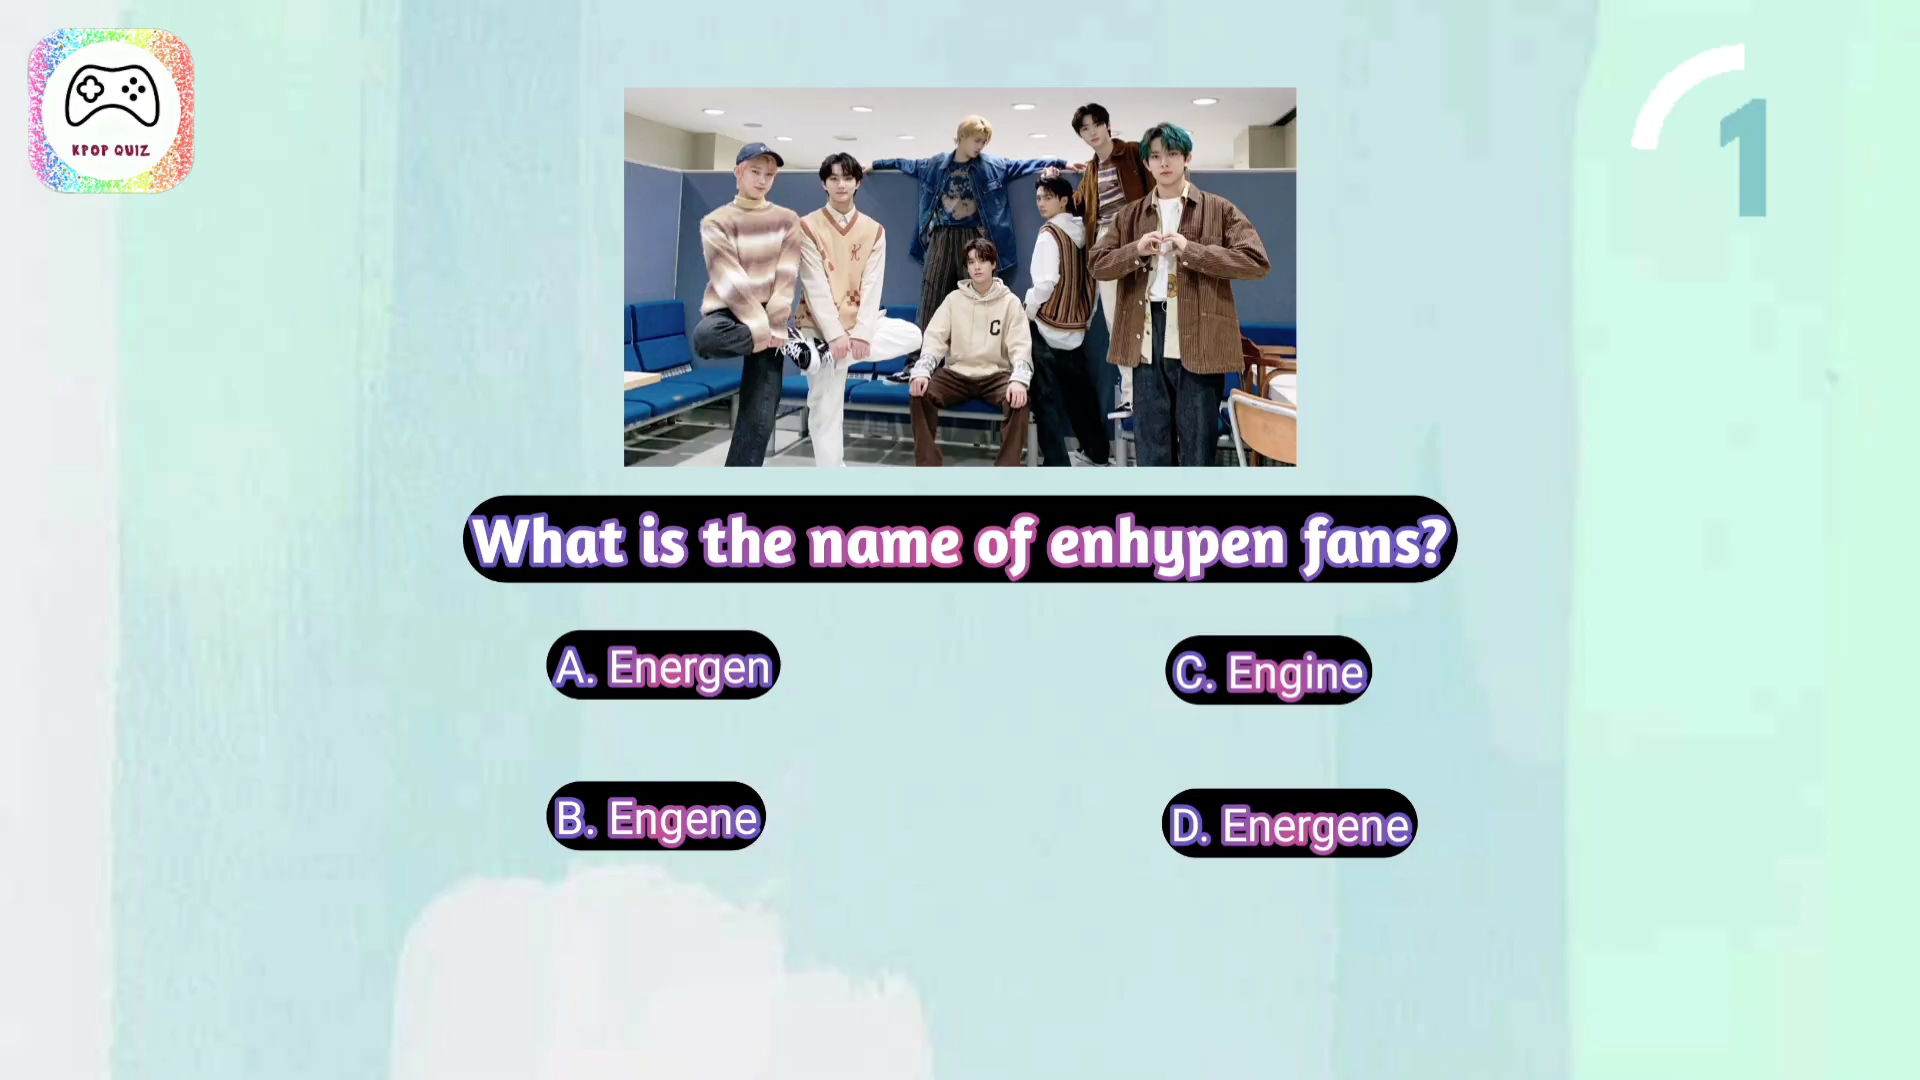 KPOP QUIZ
1
C
K
What is the name of enhypen fans?
A. Energen
C. Engine
B. Engene
D. Energene